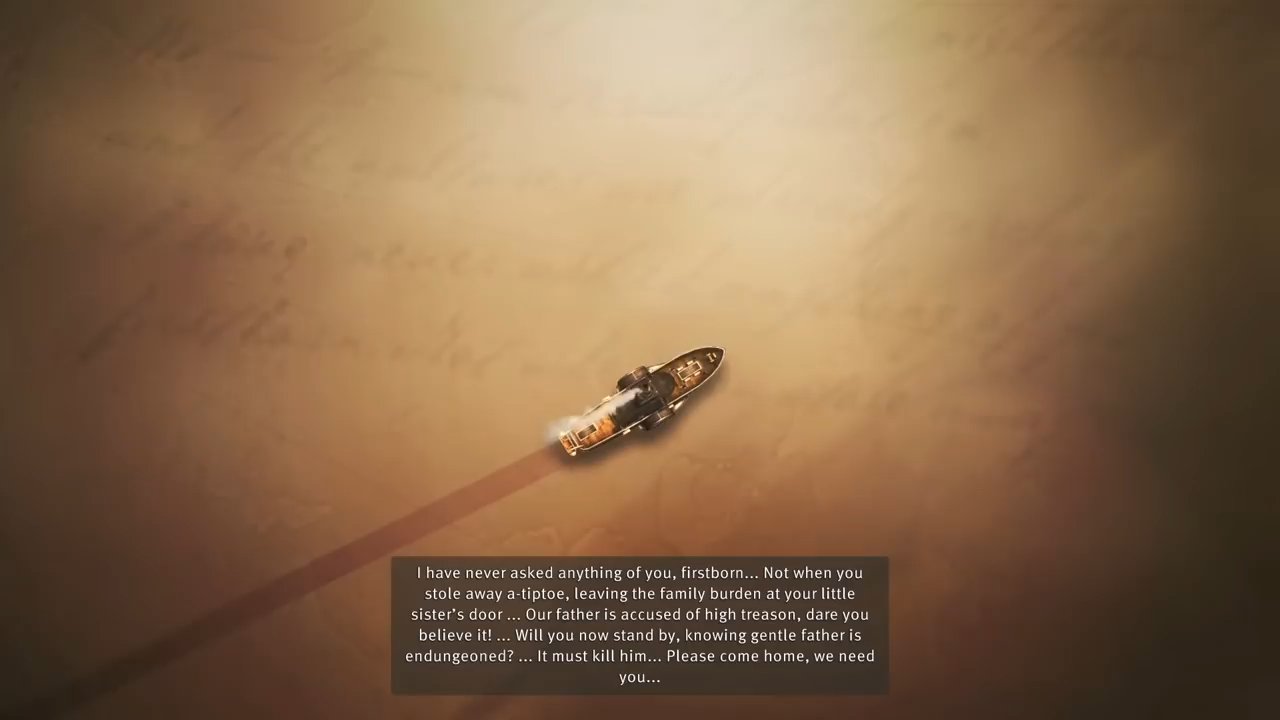 I have never asked anything of you, firstborn... Not when you
stole away a-tiptoe, leaving the family burden at your little
sister's door ... Our father is accused of high treason, dare you
believe it! ... Will you now stand by, knowing gentle father is
endungeoned? ... It must kill him... Please come home, we need
you...